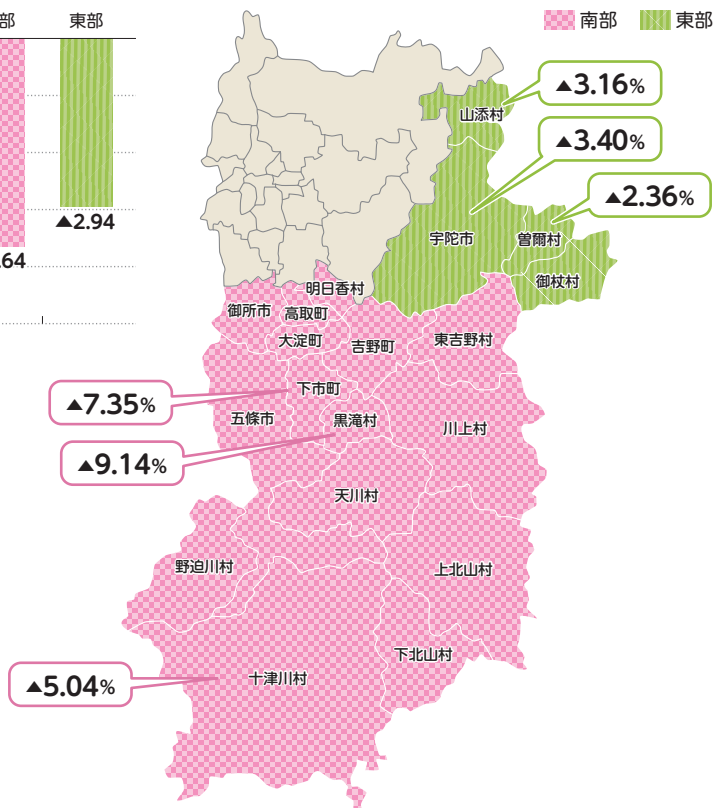 部
東部
▲2.94
.64
南部
東部
▲3.16%
▲3.40%
▲2.36%
山添村
宇陀市
曽爾村
御杖村
明日香村
御所市
高取町
大淀町
吉野町
東吉野村
▲7.35%
下市町
五條市
黒滝村
川上村
▲9.14%
天川村
野迫川村
上北山村
下北山村
▲5.04%
十津川村